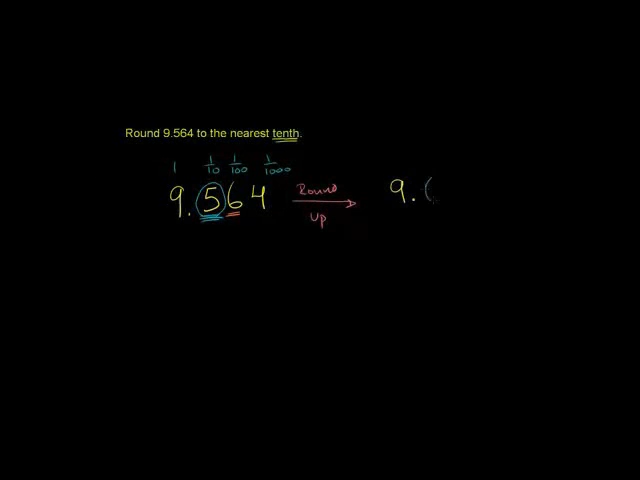 Round 9.564 to the nearest tenth.
1 1/10 1/100 1/1000
9.564 Round up 9.